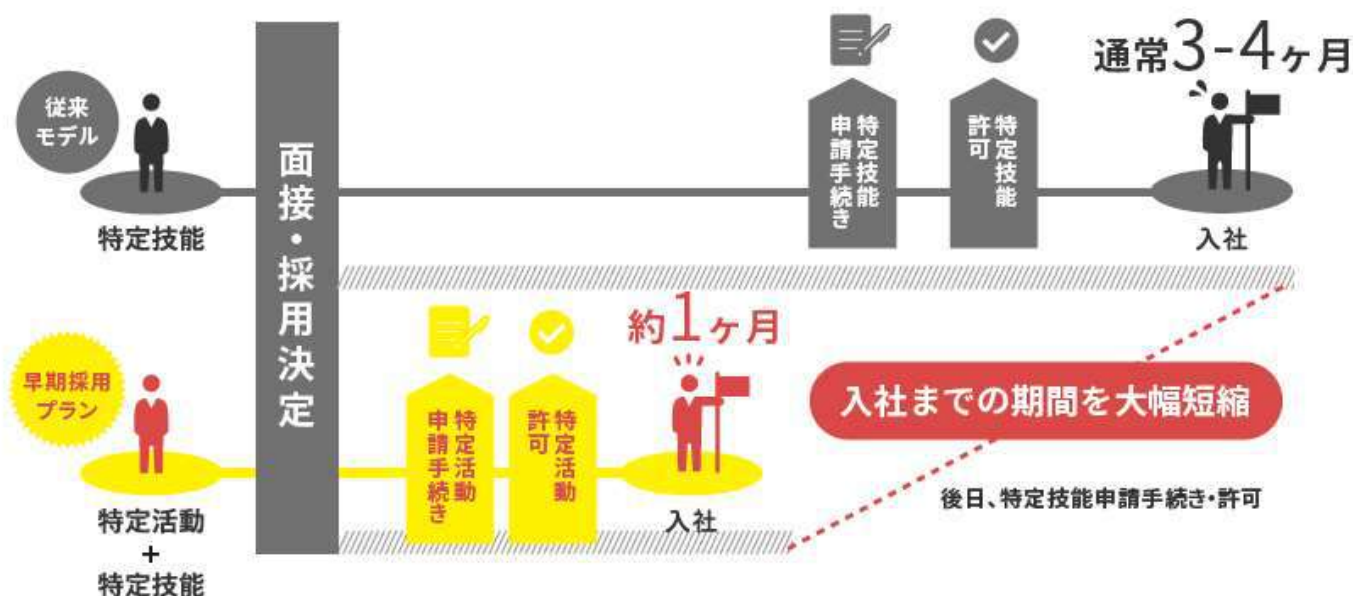 従来
モデル
特定技能
面接・採用決定
特定技能
申請手続き
特定技能
許可
通常3-4ヶ月
入社
早期採用
プラン
特定活動
+
特定技能
特定活動
申請手続き
特定活動
許可
約1ヶ月
入社
入社までの期間を大幅短縮
後日、特定技能申請手続き・許可